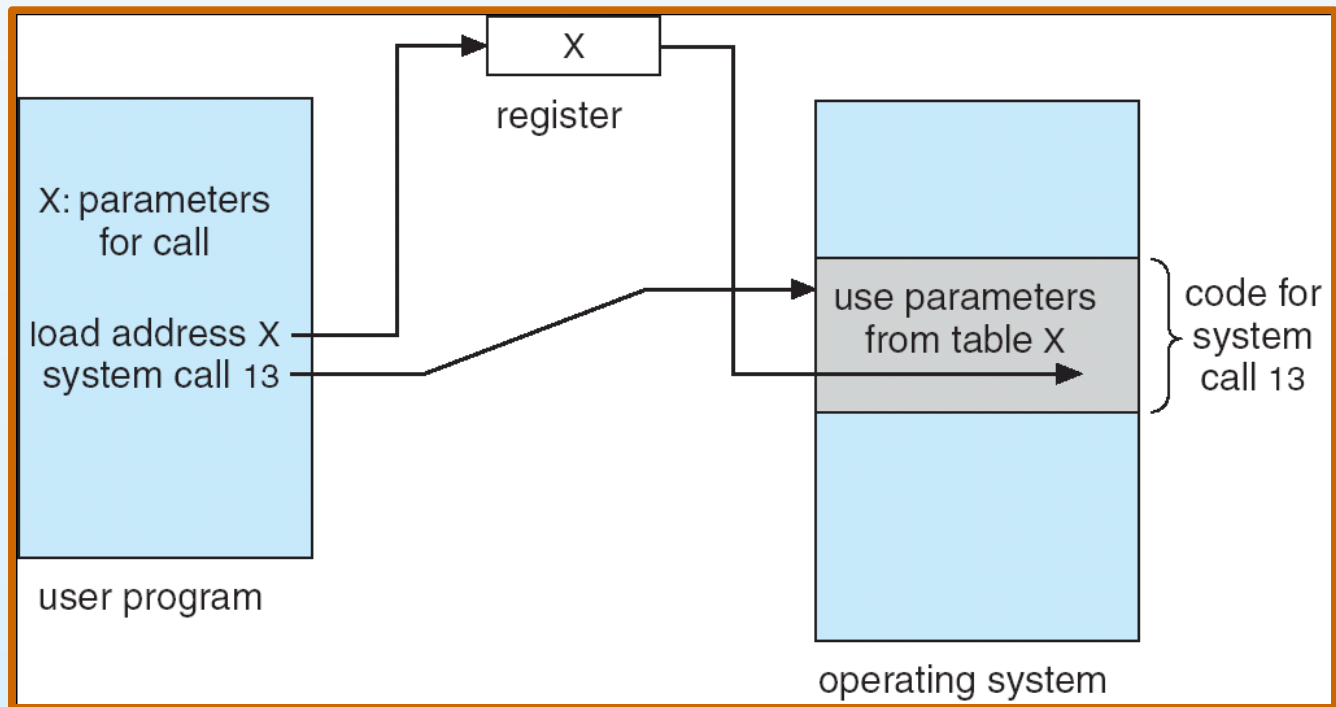 X
register
X: parameters
for call
load address X
system call 13
use parameters
from table X
code for
system
call 13
user program
operating system